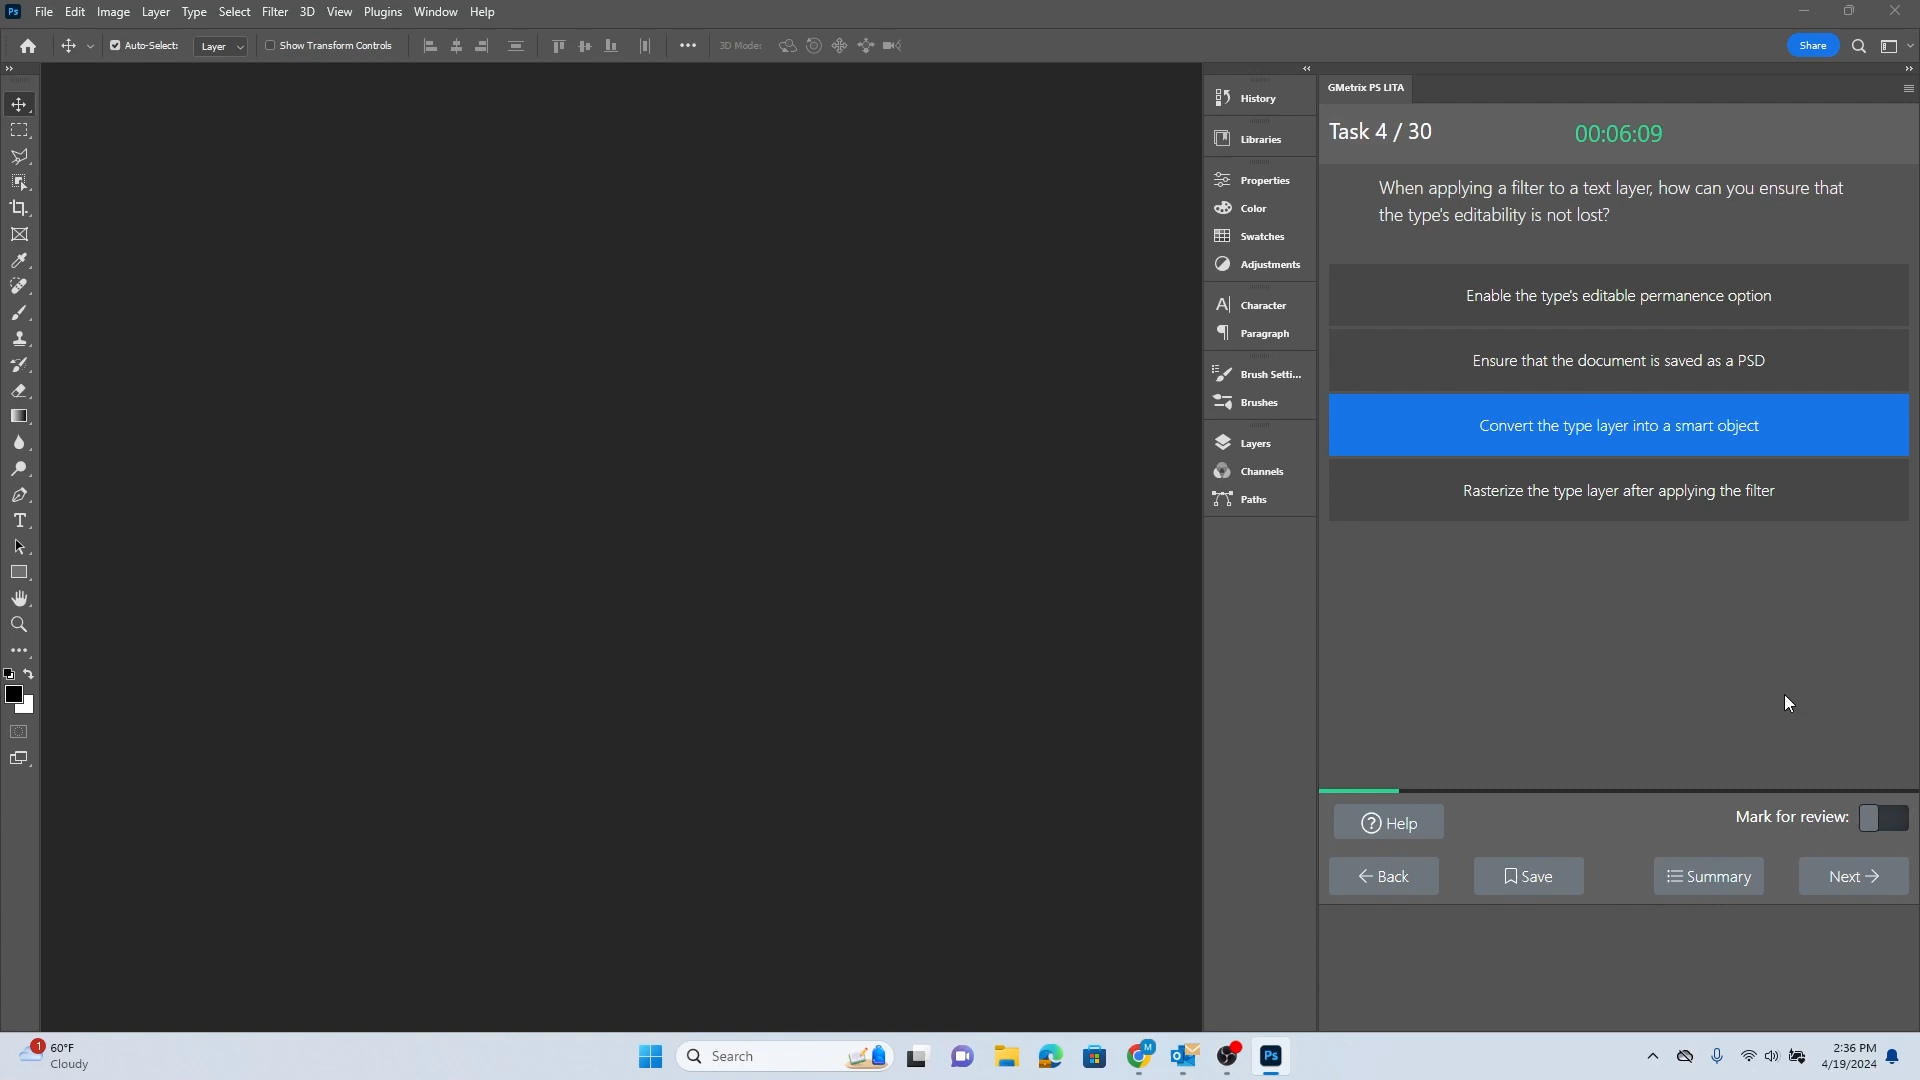 Ps File Edit Image Layer Type Select Filter 3D View Plugins Window Help
Auto-Select: Layer Show Transform Controls 3D Mode: Share
GMetrix PS LITA
Task 4 / 30 00:06:09
When applying a filter to a text layer, how can you ensure that
the type's editability is not lost?
Enable the type's editable permanence option
Ensure that the document is saved as a PSD
Convert the type layer into a smart object
Rasterize the type layer after applying the filter
History
Libraries
Properties
Color
Swatches
Adjustments
Character
Paragraph
Brush Setti...
Brushes
Layers
Channels
Paths
Help Mark for review:
Back Save Summary Next
1 60°F
Cloudy
Search
M
Ps
2:36 PM
4/19/2024